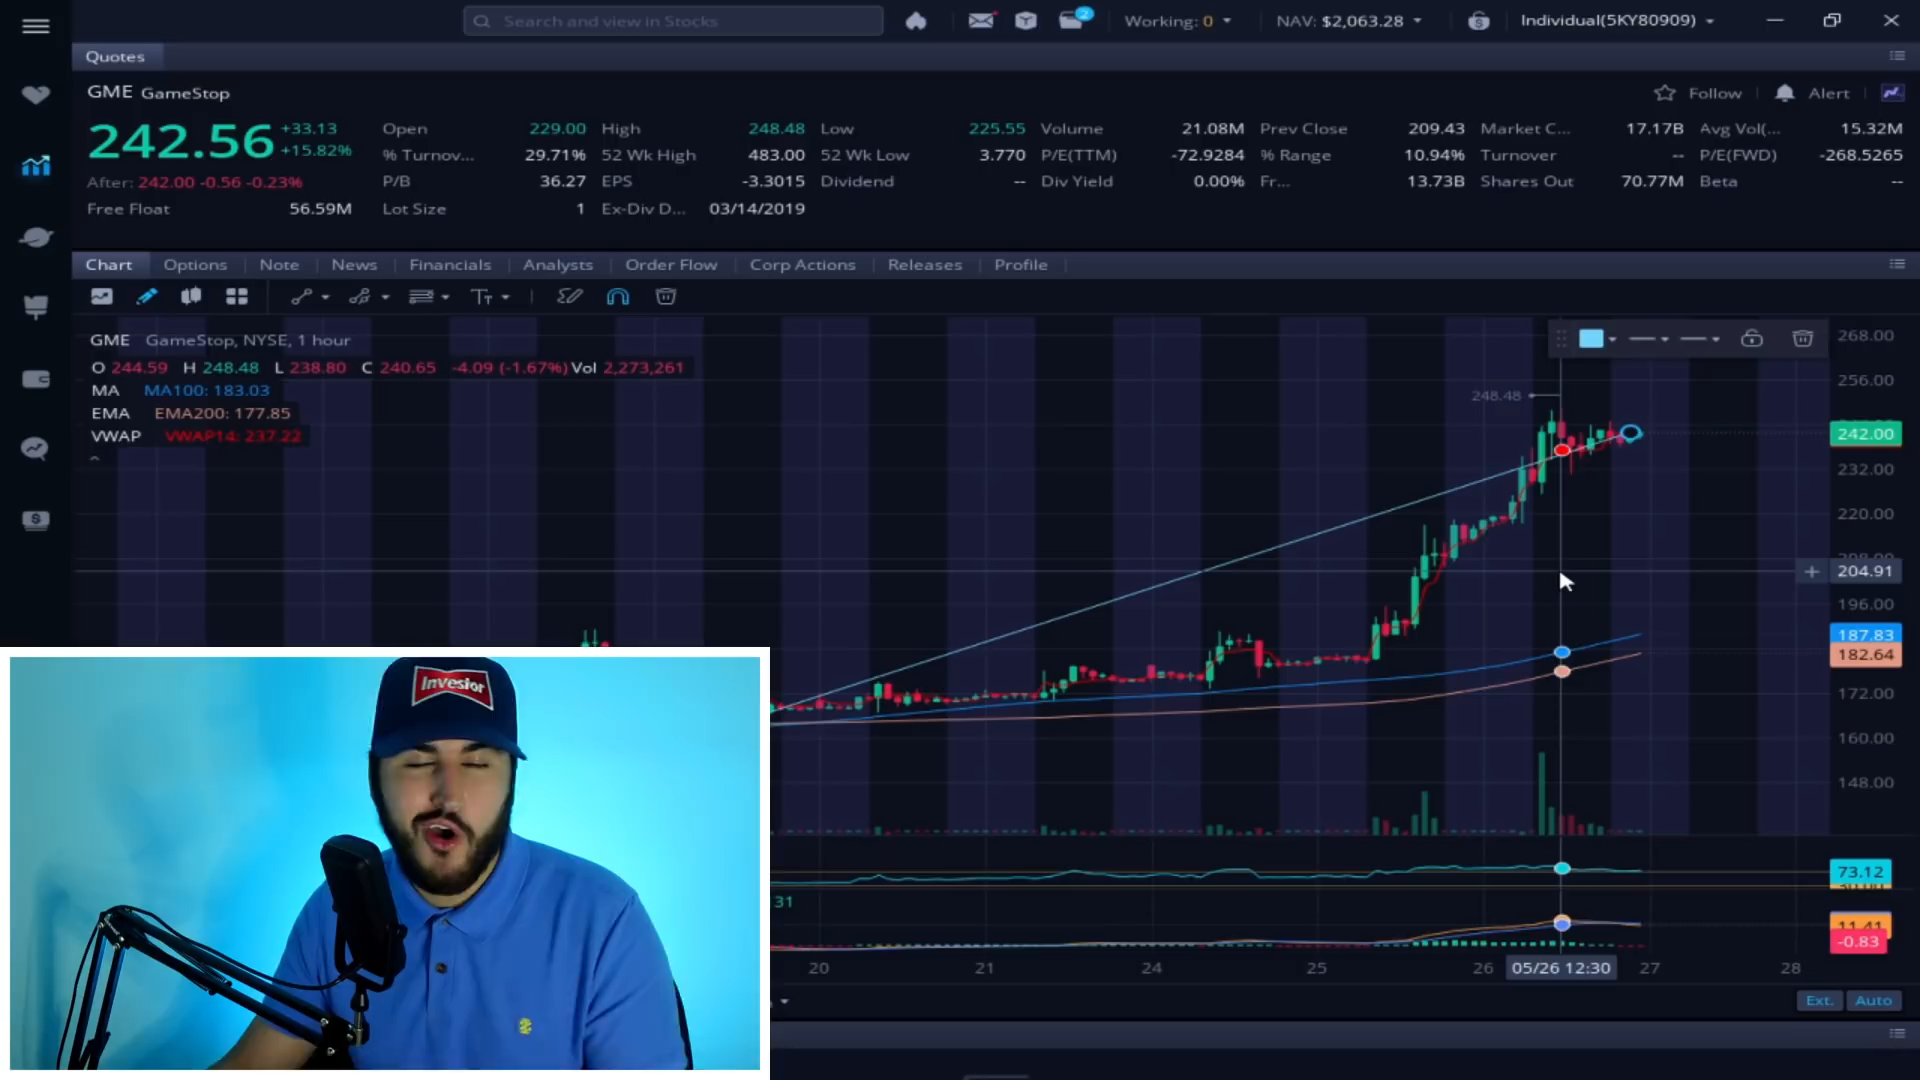 Search and view in Stocks
2
Working: 0
NAV: $2,063.28
Individual(5KY80909)
Quotes
GME GameStop
Follow
Alert
242.56 +33.13 +15.82%
After: 242.00 -0.56 -0.23%
Open 229.00 High 248.48 Low 225.55 Volume 21.08M Prev Close 209.43 Market C... 17.17B Avg Vol(... 15.32M
% Turnov... 29.71% 52 Wk High 483.00 52 Wk Low 3.770 P/E(TTM) -72.9284 % Range 10.94% Turnover -- P/E(FWD) -268.5265
P/B 36.27 EPS -3.3015 Dividend -- Div Yield 0.00% Fr... 13.73B Shares Out 70.77M Beta --
Free Float 56.59M Lot Size 1 Ex-Div D... 03/14/2019
Chart Options Note News Financials Analysts Order Flow Corp Actions Releases Profile
GME GameStop, NYSE, 1 hour
O 244.59 H 248.48 L 238.80 C 240.65 -4.09 (-1.67%) Vol 2,273,261
MA MA100: 183.03
EMA EMA200: 177.85
VWAP VWAP14: 237.22
248.48
268.00
256.00
242.00
232.00
220.00
208.00
204.91
196.00
187.83
182.64
172.00
160.00
148.00
73.12
31
11.41
-0.83
20 21 24 25 26 05/26 12:30 27 28
Ext. Auto
Investor